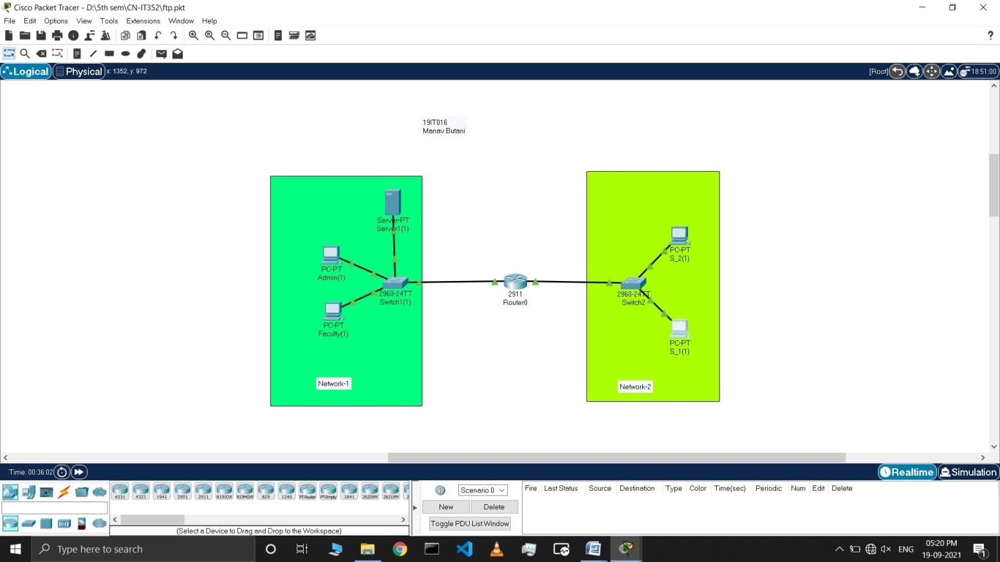 Cisco Packet Tracer - D:\5th sem\CN-IT352\ftp.pkt
File Edit Options View Tools Extensions Window Help
?
Logical Physical x: 1352, y: 972 [Root] 18:51:00
19IT016
Manav Butani
Server-PT
Server1(1)
PC-PT
Admin(1)
2960-24TT
Switch1(1)
PC-PT
Faculty(1)
Network-1
2911
Router0
PC-PT
S_2(1)
2960-24TT
Switch2
PC-PT
S_1(1)
Network-2
Time: 00:36:02 Realtime Simulation
4331 4321 1941 2901 2911 819IOX 819HGW 829 1240 PT-Router PT-Empty 1841 2620XM 2621XM 2
(Select a Device to Drag and Drop to the Workspace)
Scenario 0
New Delete
Toggle PDU List Window
Fire Last Status Source Destination Type Color Time(sec) Periodic Num Edit Delete
Type here to search
ENG
05:20 PM
19-09-2021
1